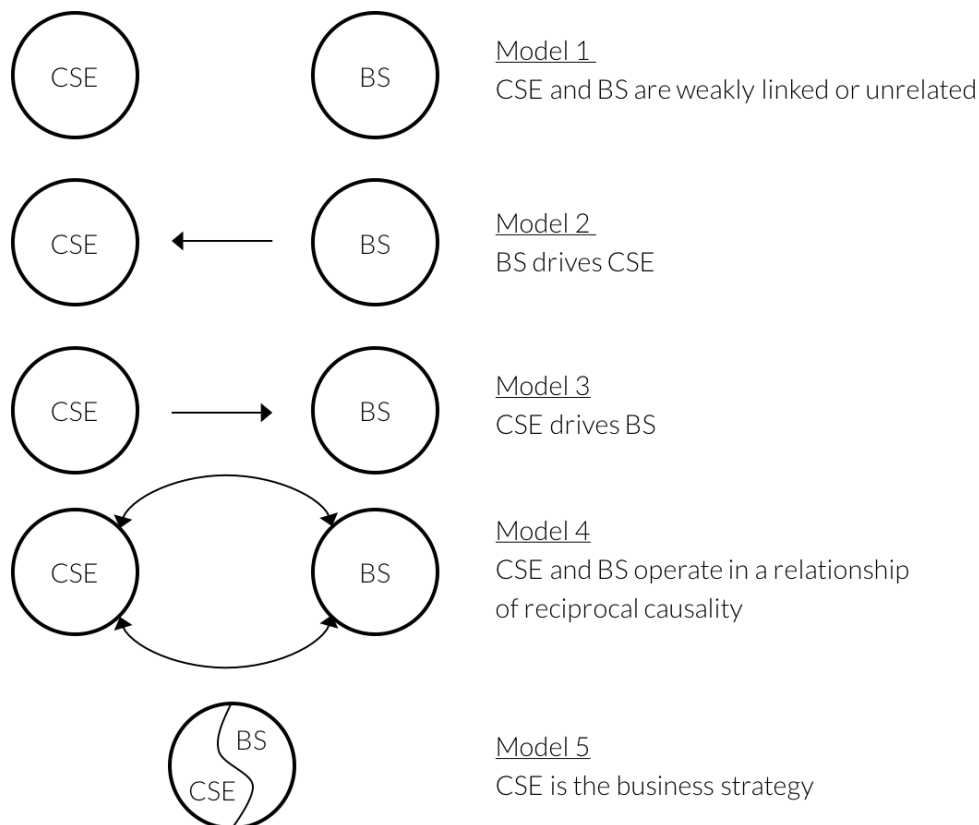 CSE
BS
Model 1
CSE and BS are weakly linked or unrelated
CSE
BS
Model 2
BS drives CSE
CSE
BS
Model 3
CSE drives BS
CSE
BS
Model 4
CSE and BS operate in a relationship
of reciprocal causality
BS
CSE
Model 5
CSE is the business strategy